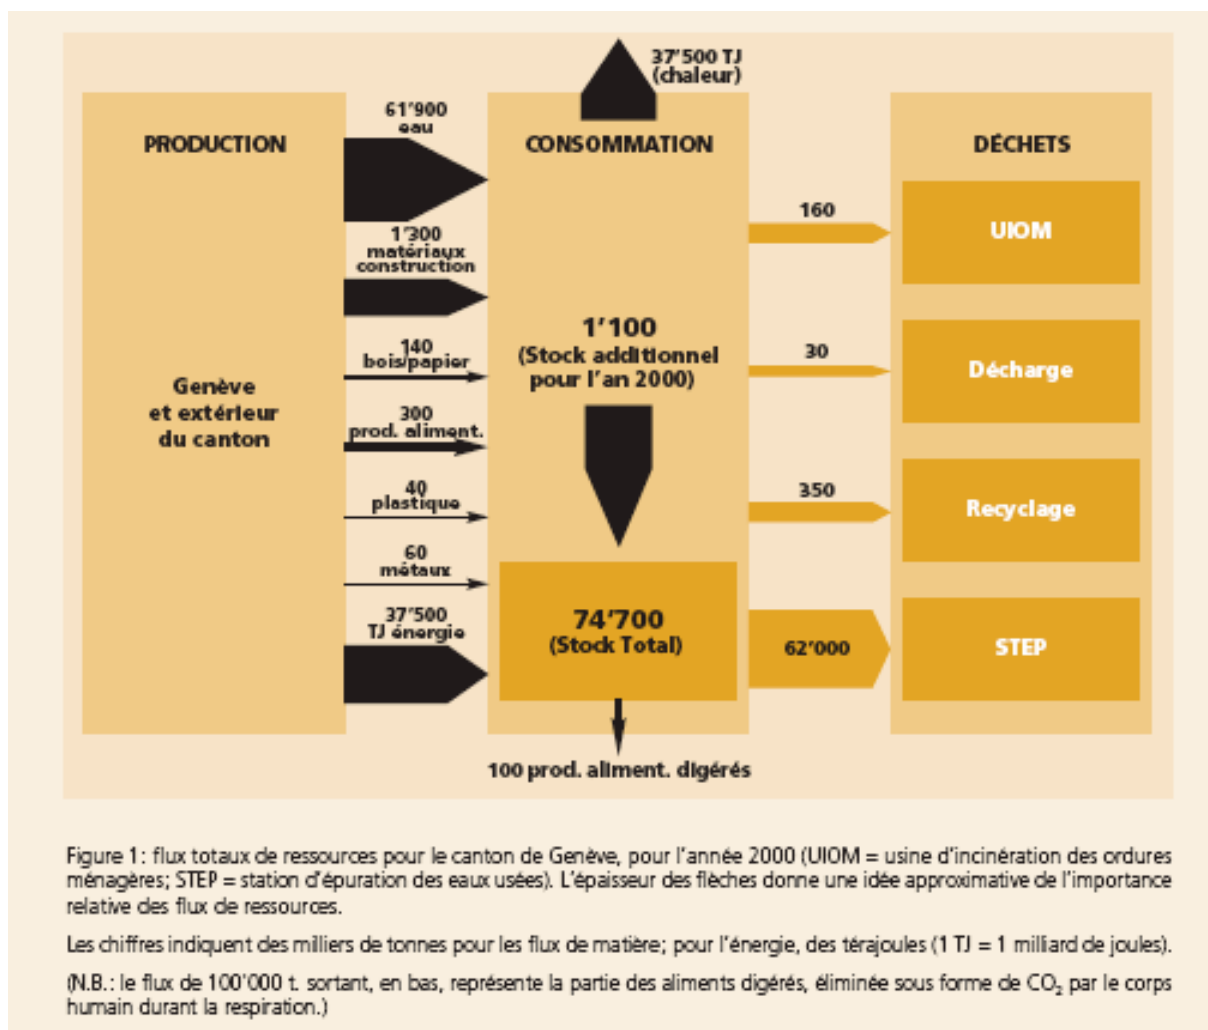 37'500 TJ
(chaleur)
61'900
eau
PRODUCTION
CONSOMMATION
DÉCHETS
160
UIOM
1'300
matériaux
construction
1'100
(Stock additionnel
pour l'an 2000)
140
bois/papier
30
Décharge
Genève
et extérieur
du canton
300
prod. aliment.
40
plastique
350
Recyclage
60
métaux
37'500
TJ énergie
74'700
(Stock Total)
62'000
STEP
100 prod. aliment. digérés
Figure 1: flux totaux de ressources pour le canton de Genève, pour l'année 2000 (UIOM = usine d'incinération des ordures
ménagères; STEP = station d'épuration des eaux usées). L'épaisseur des flèches donne une idée approximative de l'importance
relative des flux de ressources.
Les chiffres indiquent des milliers de tonnes pour les flux de matière; pour l'énergie, des térajoules (1 TJ = 1 milliard de joules).
(N.B.: le flux de 100'000 t. sortant, en bas, représente la partie des aliments digérés, éliminée sous forme de CO₂ par le corps
humain durant la respiration.)